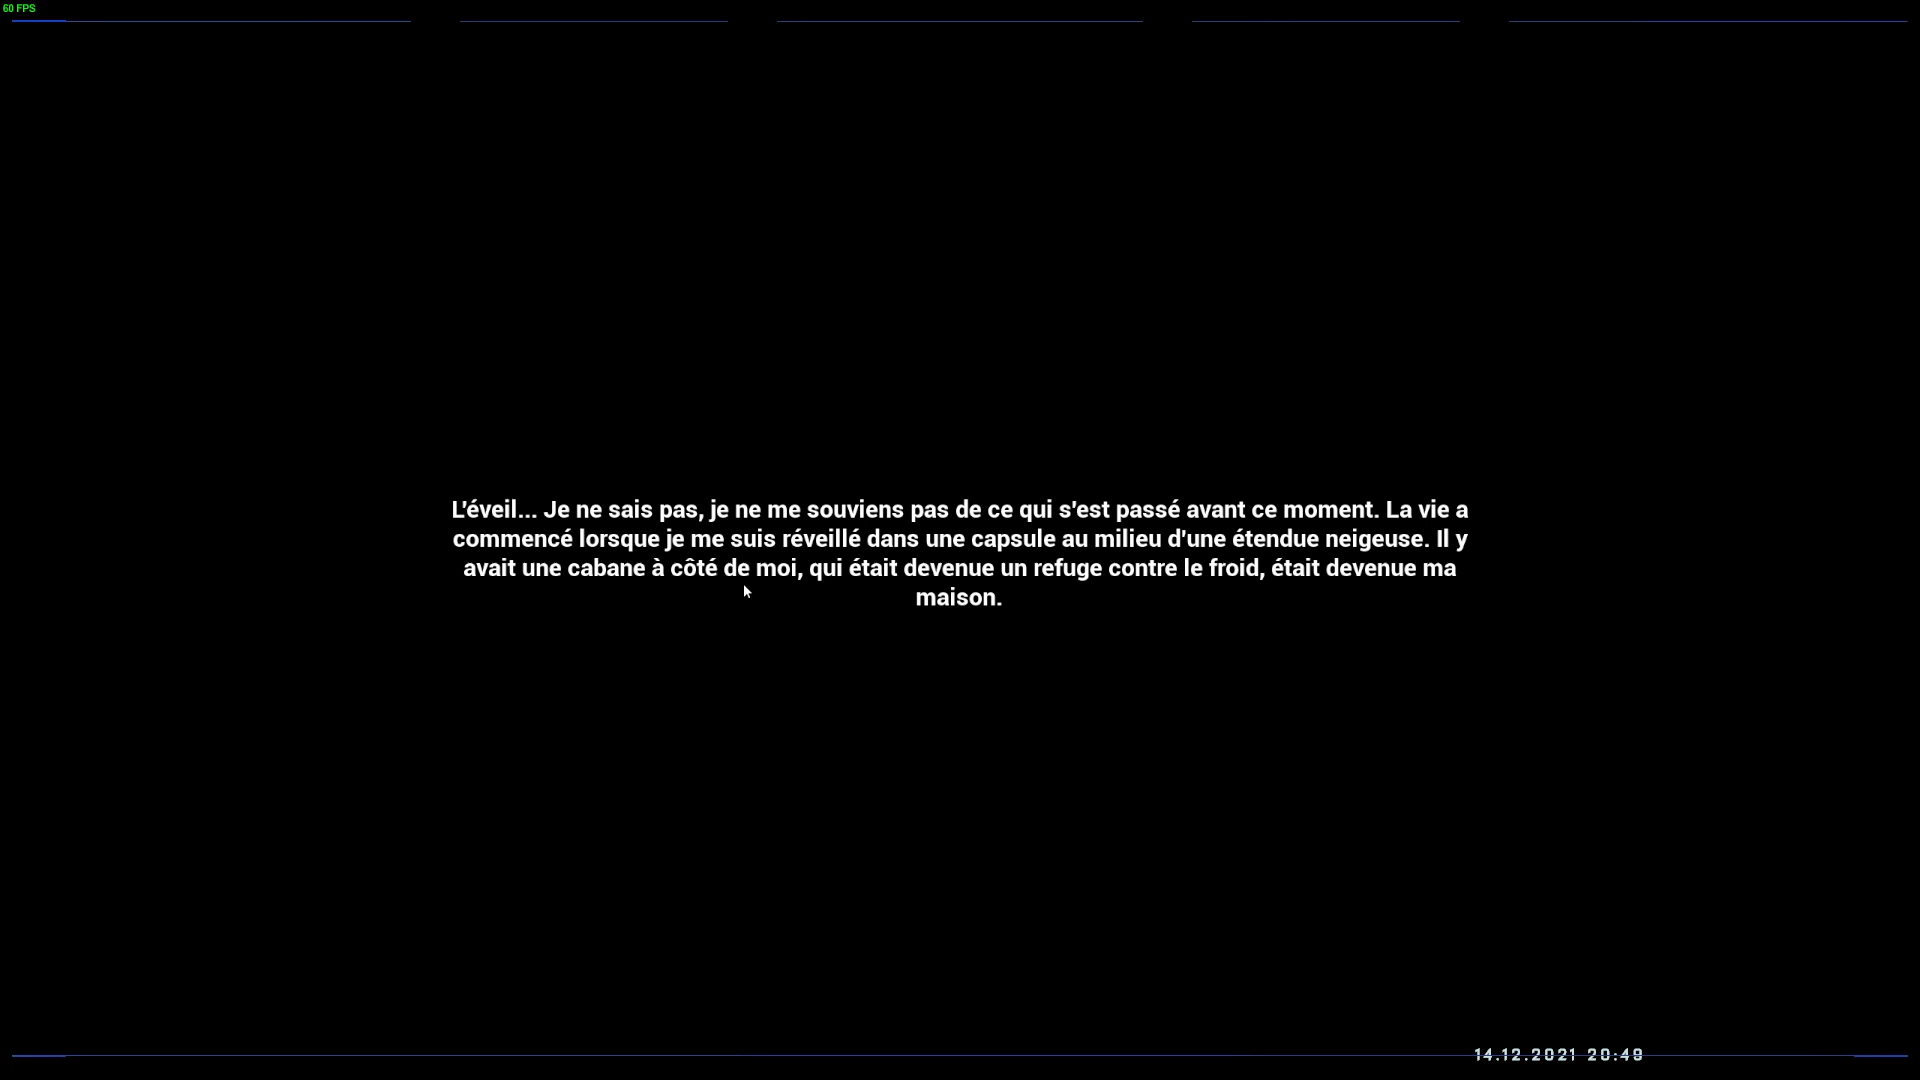 60 FPS
L'éveil... Je ne sais pas, je ne me souviens pas de ce qui s'est passé avant ce moment. La vie a
commencé lorsque je me suis réveillé dans une capsule au milieu d'une étendue neigeuse. Il y
avait une cabane à côté de moi, qui était devenue un refuge contre le froid, était devenue ma
maison.
14.12.2021 20:40